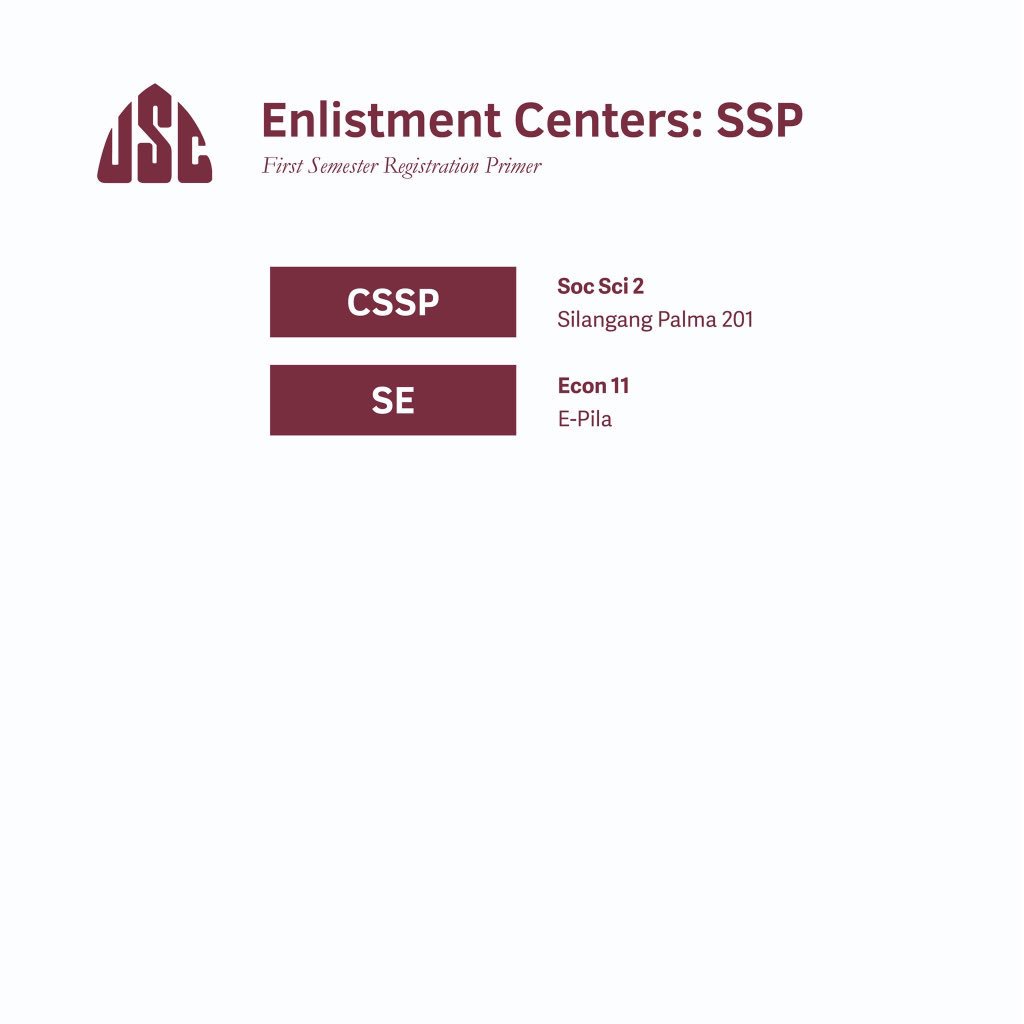 USC
Enlistment Centers: SSP
First Semester Registration Primer
CSSP
Soc Sci 2
Silangang Palma 201
SE
Econ 11
E-Pila